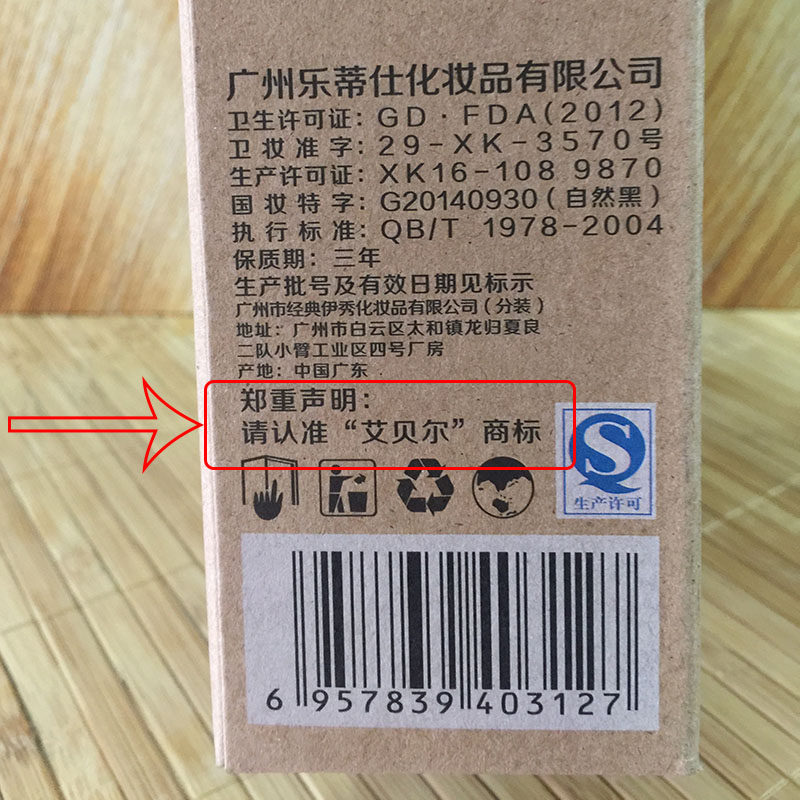 广州乐蒂仕化妆品有限公司
卫生许可证：GD·FDA(2012)
卫妆准字：29-XK-3570号
生产许可证：XK16-108 9870
国妆特字：G20140930(自然黑)
执行标准：QB/T 1978-2004
保质期：三年
生产批号及有效日期见标示
广州市经典伊秀化妆品有限公司(分装)
地址：广州市白云区太和镇龙归夏良
二队小臂工业区四号厂房
产地：中国广东
郑重声明：
请认准“艾贝尔”商标
生产许可
6 957839 403127